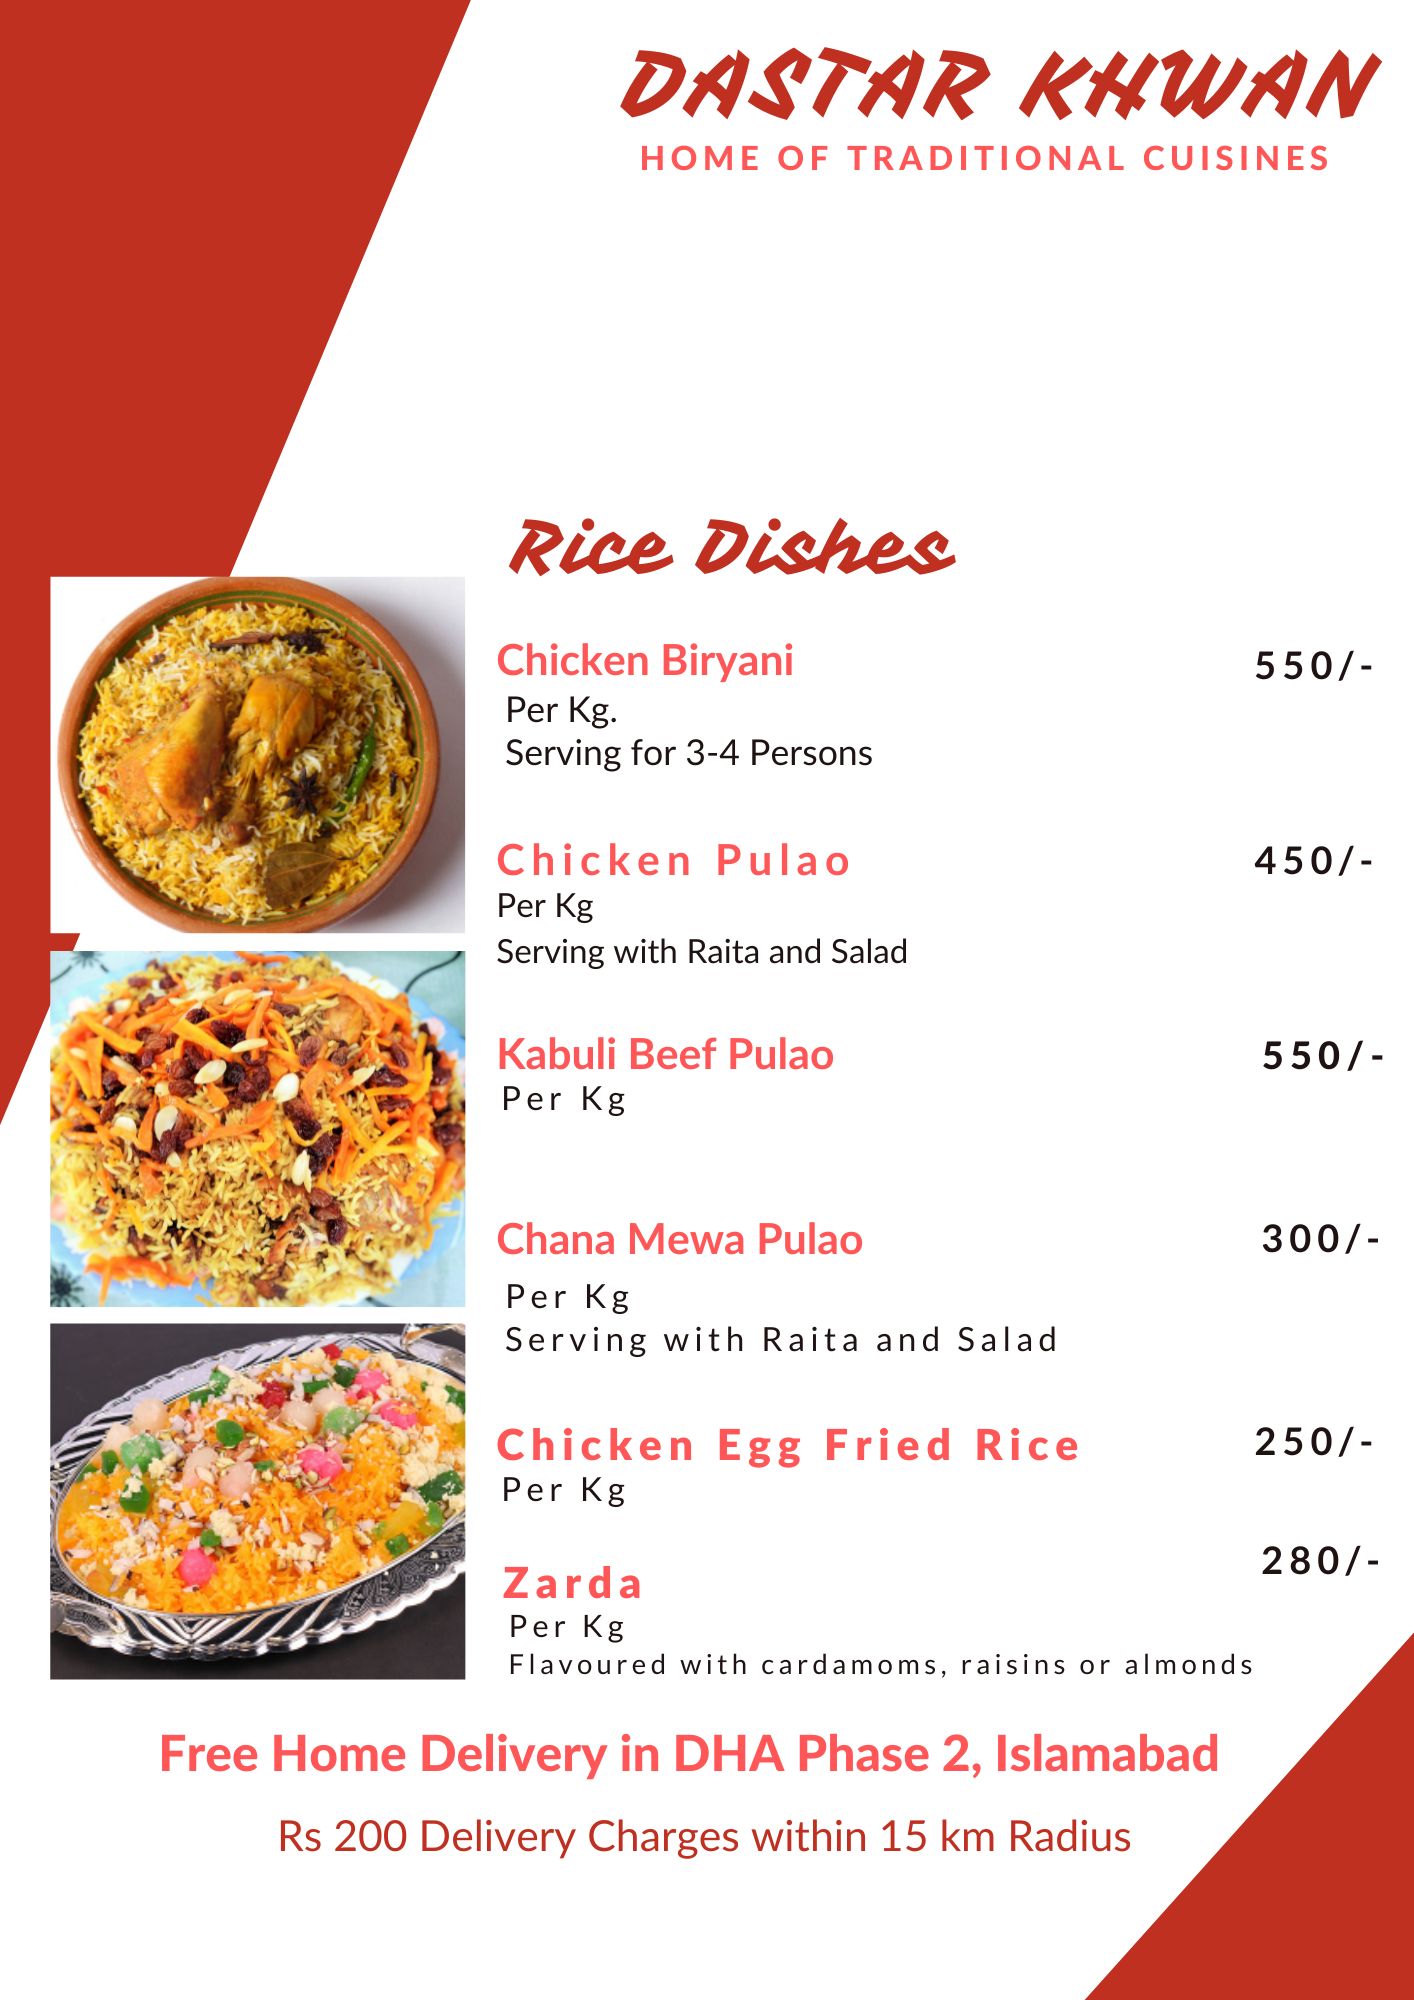 DASTAR KHWAN
HOME OF TRADITIONAL CUISINES
Rice Dishes
Chicken Biryani 550/-
Per Kg.
Serving for 3-4 Persons
Chicken Pulao 450/-
Per Kg
Serving with Raita and Salad
Kabuli Beef Pulao 550/-
Per Kg
Chana Mewa Pulao 300/-
Per Kg
Serving with Raita and Salad
Chicken Egg Fried Rice 250/-
Per Kg
Zarda 280/-
Per Kg
Flavoured with cardamoms, raisins or almonds
Free Home Delivery in DHA Phase 2, Islamabad
Rs 200 Delivery Charges within 15 km Radius